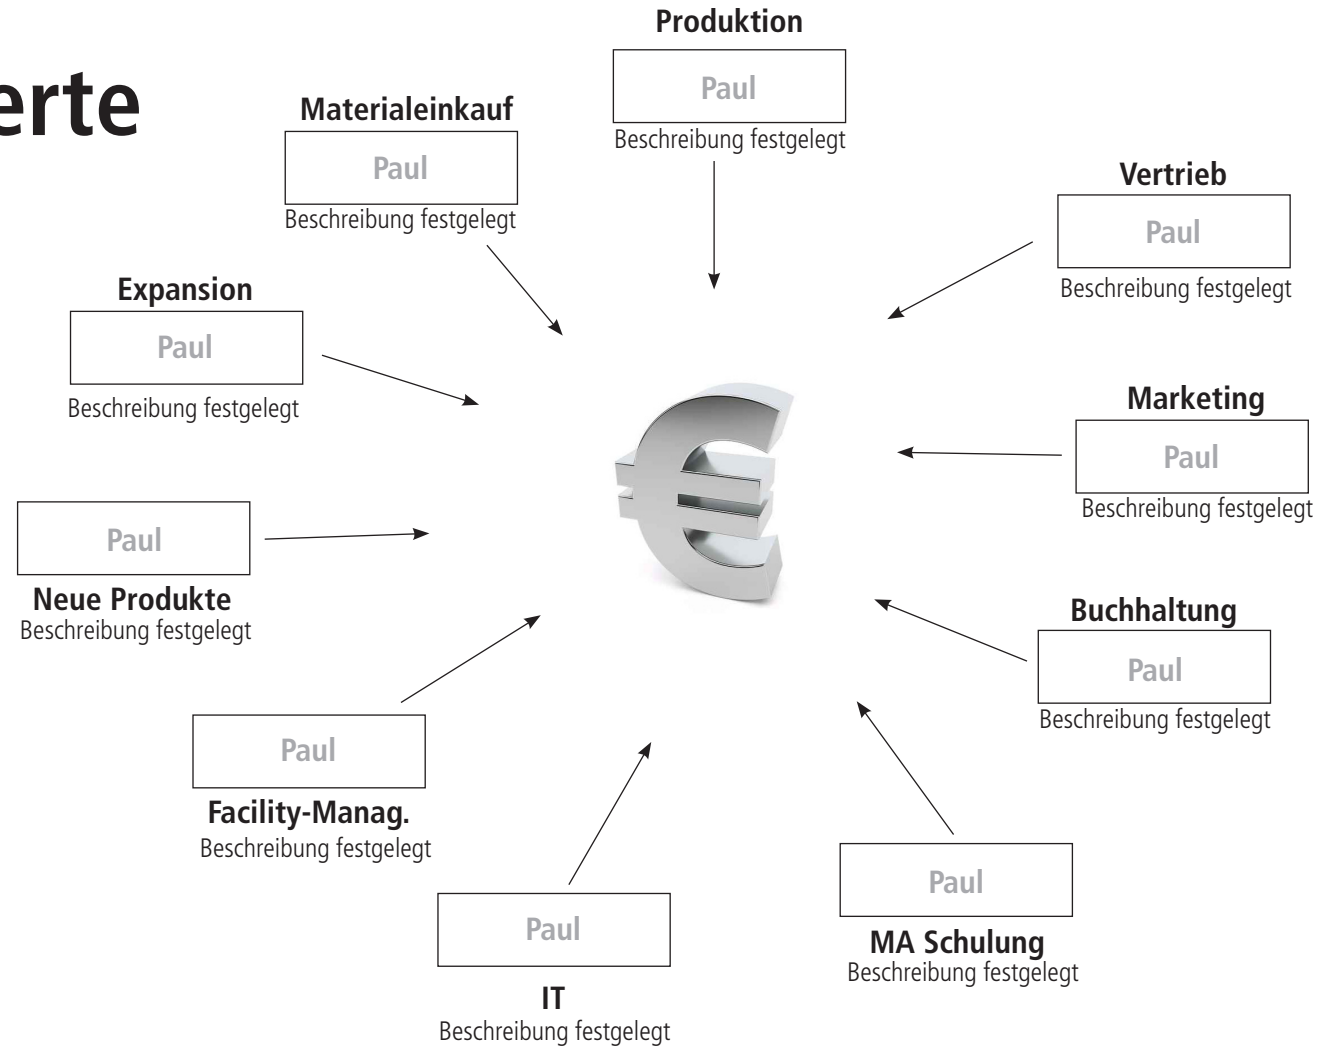 erte
Produktion
Paul
Beschreibung festgelegt
Materialeinkauf
Paul
Beschreibung festgelegt
Vertrieb
Paul
Beschreibung festgelegt
Expansion
Paul
Beschreibung festgelegt
Marketing
Paul
Beschreibung festgelegt
Paul
Neue Produkte
Beschreibung festgelegt
Buchhaltung
Paul
Beschreibung festgelegt
Paul
Facility-Manag.
Beschreibung festgelegt
Paul
MA Schulung
Beschreibung festgelegt
Paul
IT
Beschreibung festgelegt
€